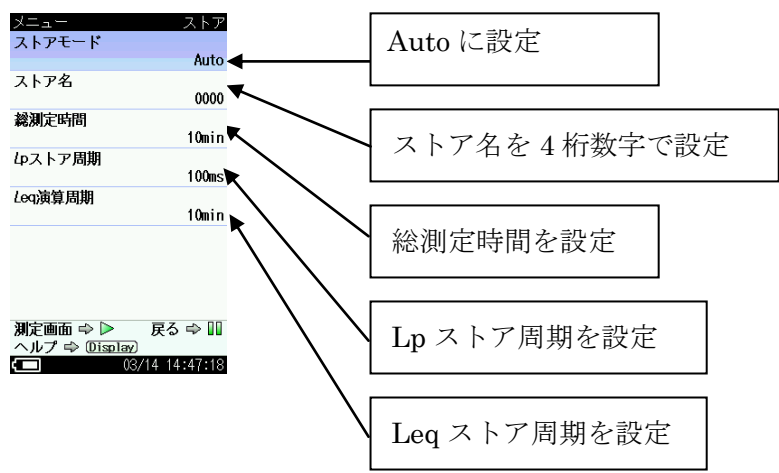 メニュー ストア
ストアモード
Auto
ストア名
0000
総測定時間
10min
Lpストア周期
100ms
Leq演算周期
10min
測定画面 ⇨ ▷ 戻る ⇨ ▯▯
ヘルプ ⇨ Display
03/14 14:47:18
Auto に設定
ストア名を 4 桁数字で設定
総測定時間を設定
Lp ストア周期を設定
Leq ストア周期を設定